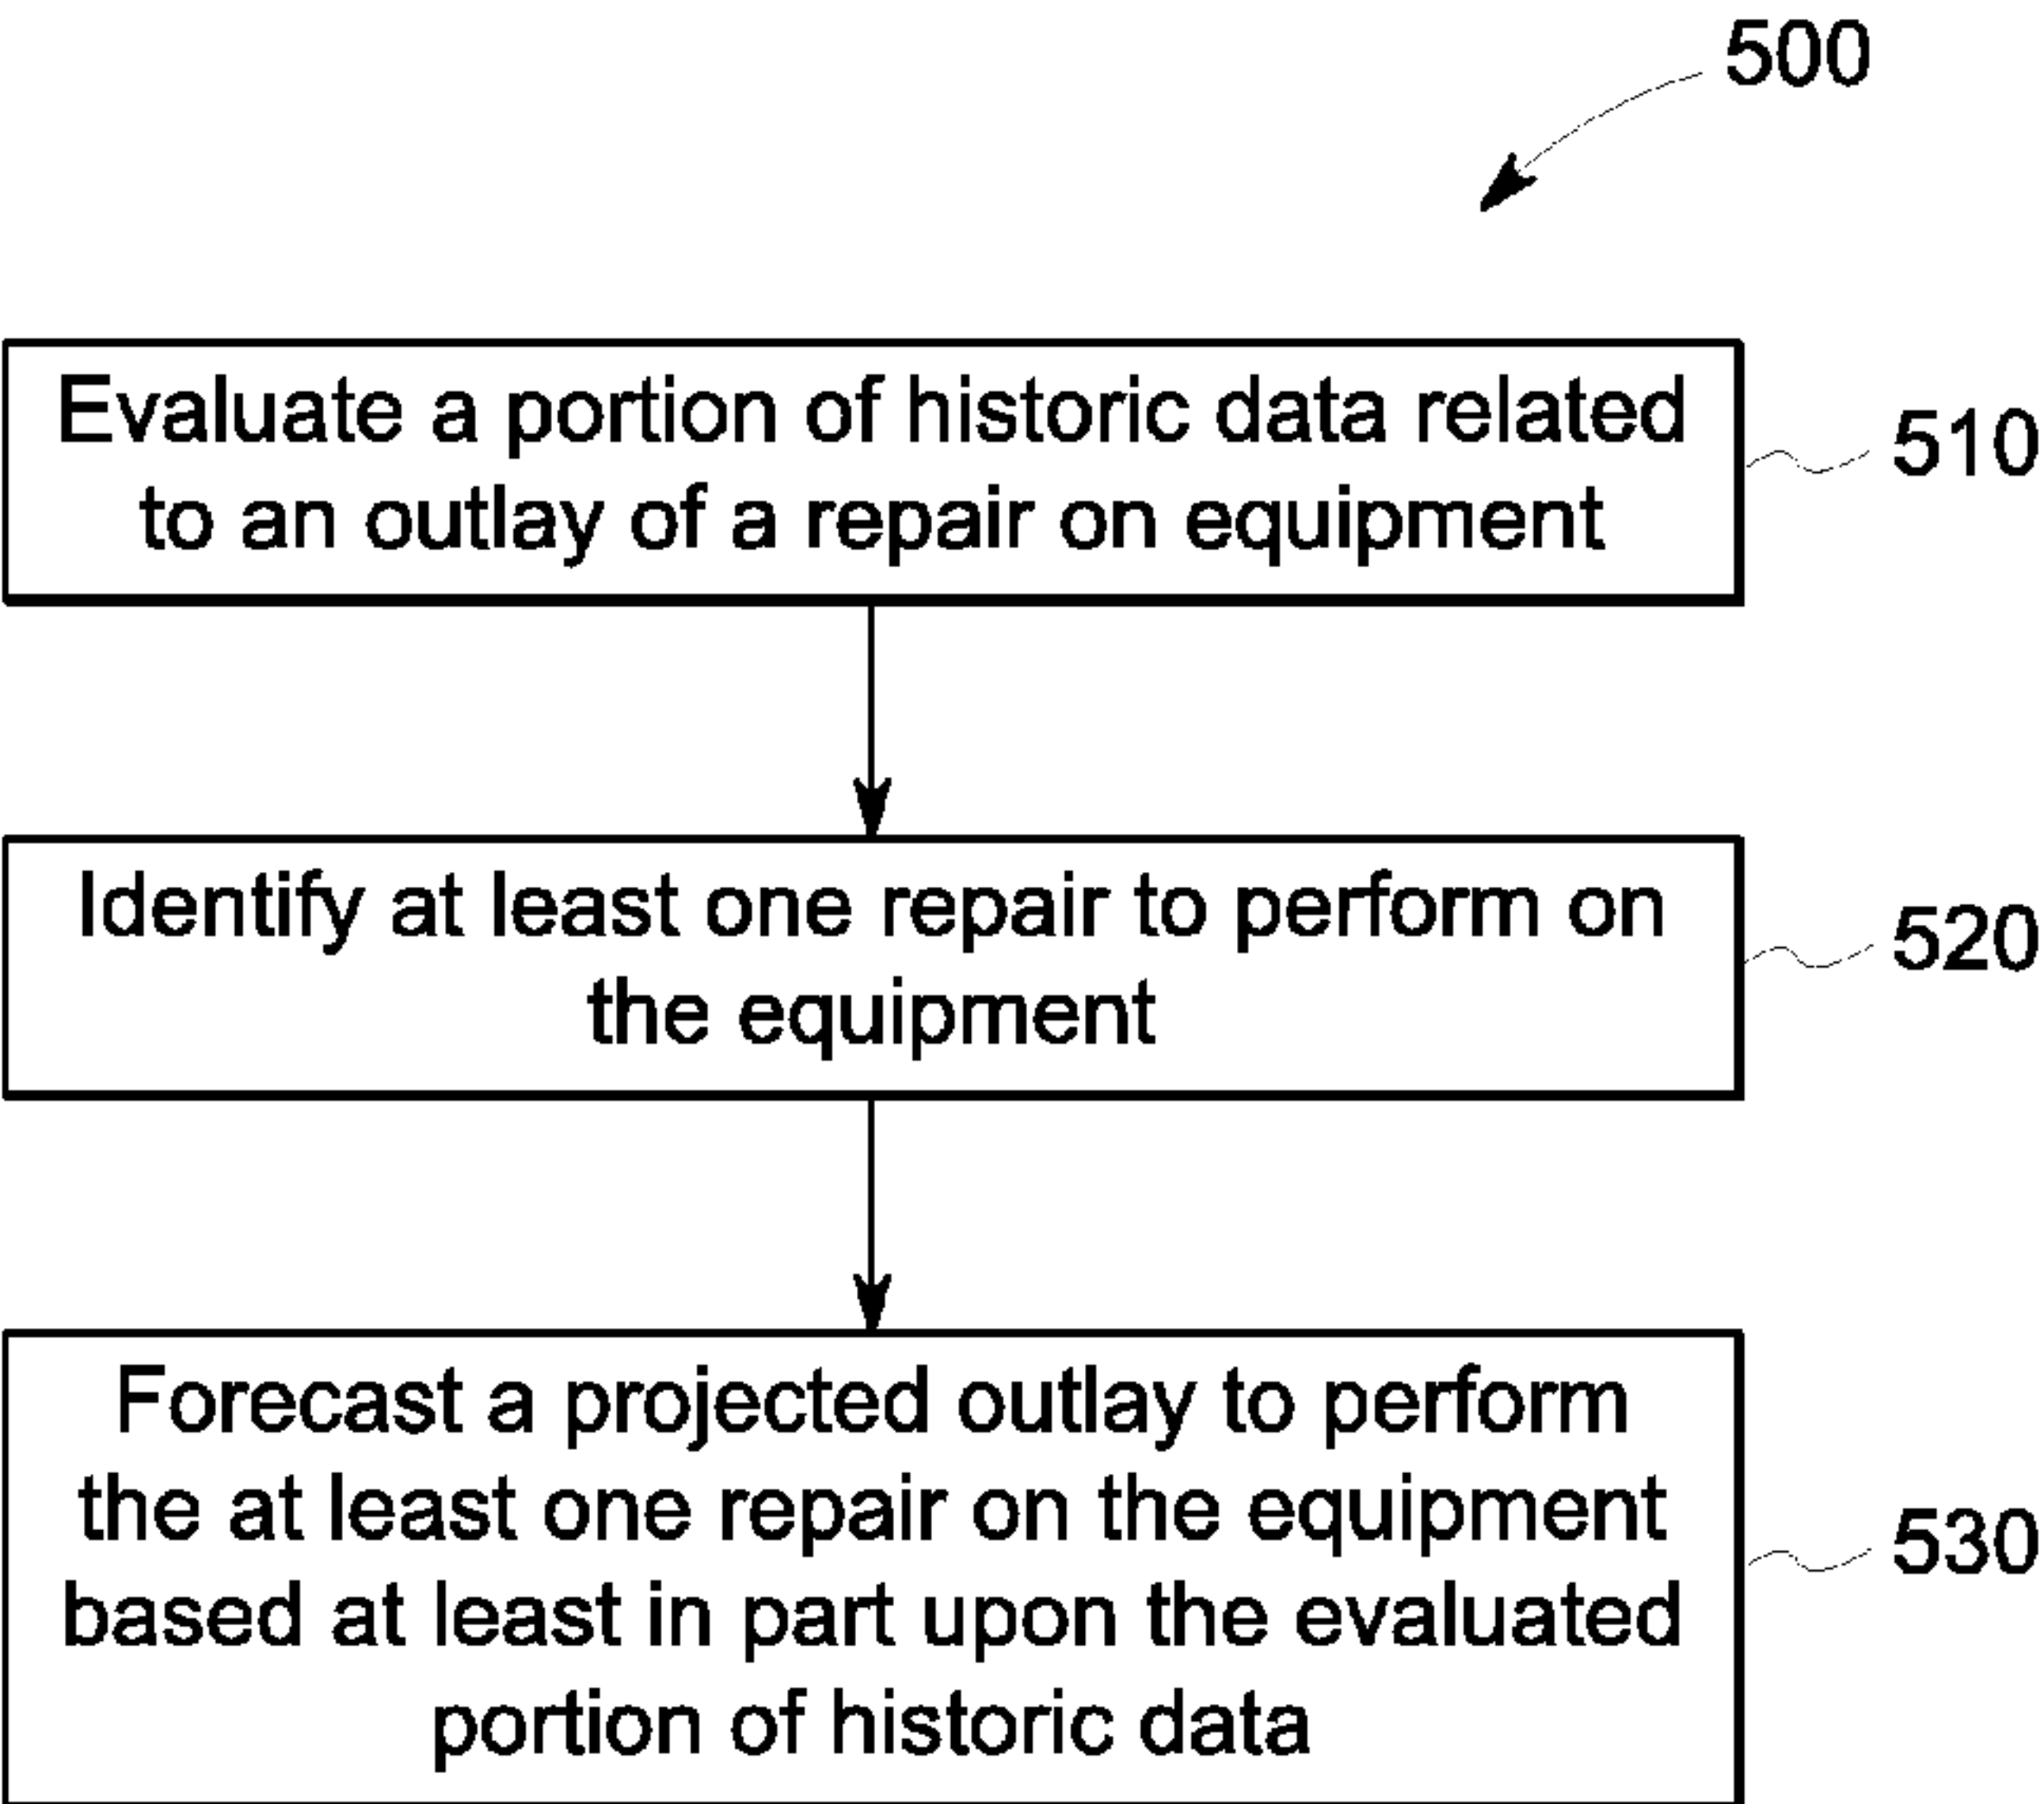 500
Evaluate a portion of historic data related
to an outlay of a repair on equipment
510
Identify at least one repair to perform on
the equipment
520
Forecast a projected outlay to perform
the at least one repair on the equipment
based at least in part upon the evaluated
portion of historic data
530